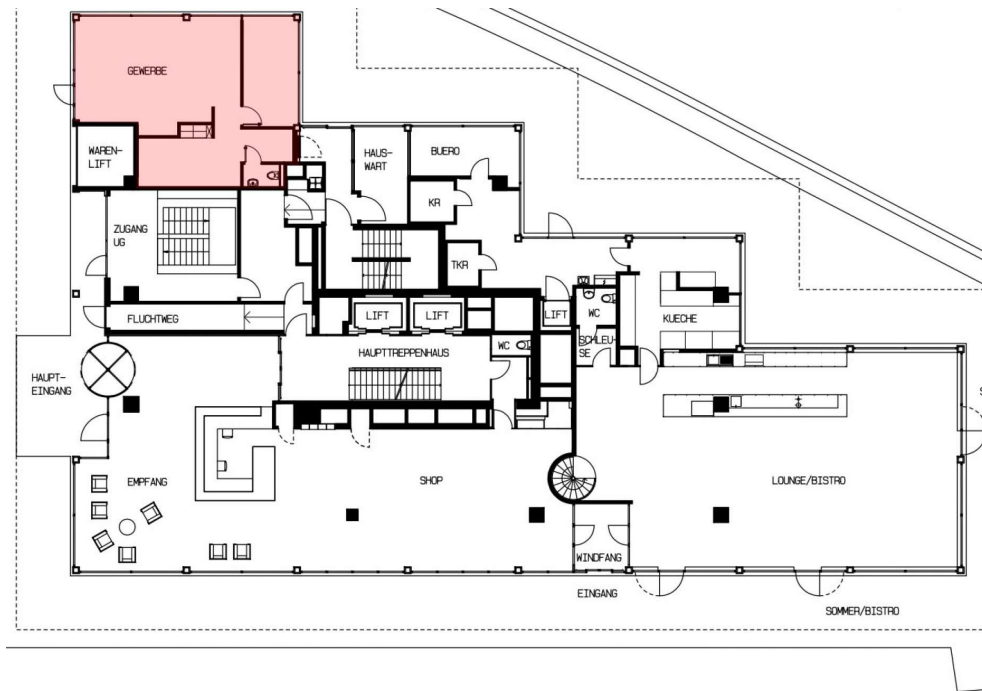 GEWERBE
WAREN-
LIFT
HAUS-
WART
BUERO
KR
ZUGANG
UG
TKR
FLUCHTWEG
LIFT
LIFT
LIFT
WC
KUECHE
SCHLEU-
SE
WC
HAUPTTREPPENHAUS
HAUPT-
EINGANG
EMPFANG
SHOP
LOUNGE/BISTRO
WINDFANG
EINGANG
SOMMER/BISTRO